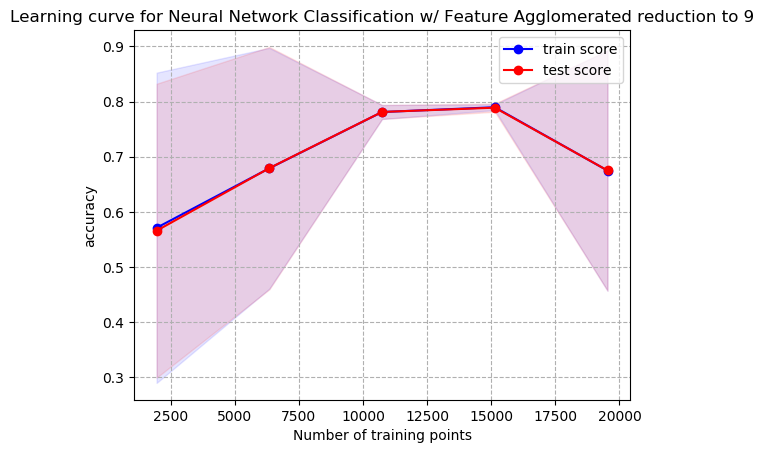 Learning curve for Neural Network Classification w/ Feature Agglomerated reduction to 9
train score
test score
0.9
0.8
0.7
0.6
0.5
0.4
0.3
accuracy
2500 5000 7500 10000 12500 15000 17500 20000
Number of training points